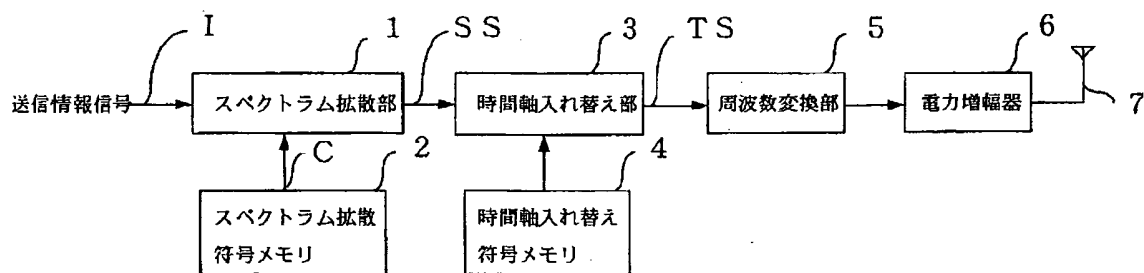 I
1
SS
3
TS
5
6
送信情報信号
スペクトラム拡散部
時間軸入れ替え部
周波数変換部
電力増幅器
7
C
2
4
スペクトラム拡散
符号メモリ
時間軸入れ替え
符号メモリ